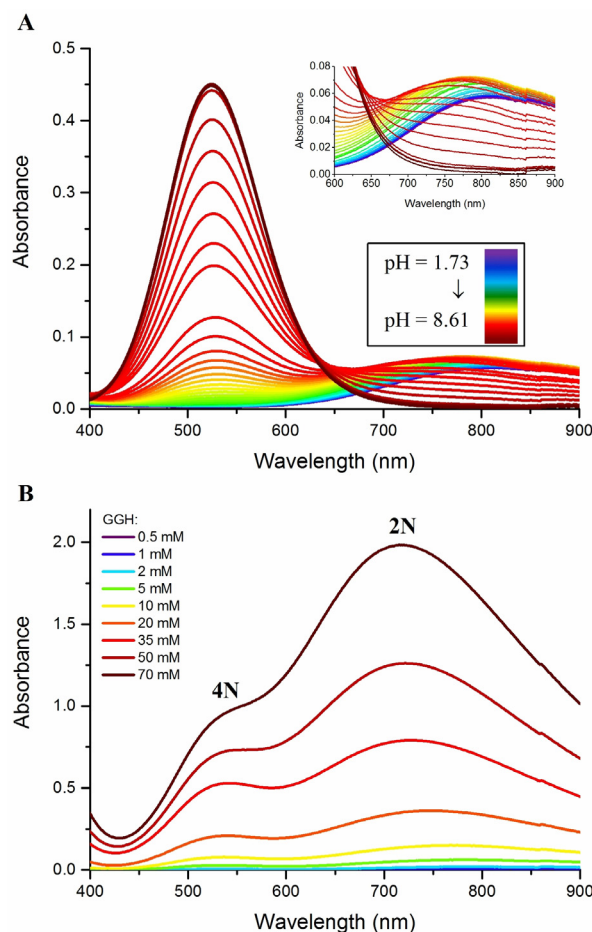 A
0.5
0.4
0.3
0.2
0.1
0.0
Absorbance
400 500 600 700 800 900
Wavelength (nm)
0.08
0.06
0.04
0.02
0.00
Absorbance
600 650 700 750 800 850 900
Wavelength (nm)
pH = 1.73
↓
pH = 8.61
B
GGH:
0.5 mM
1 mM
2 mM
5 mM
10 mM
20 mM
35 mM
50 mM
70 mM
4N
2N
2.0
1.5
1.0
0.5
0.0
Absorbance
400 500 600 700 800 900
Wavelength (nm)